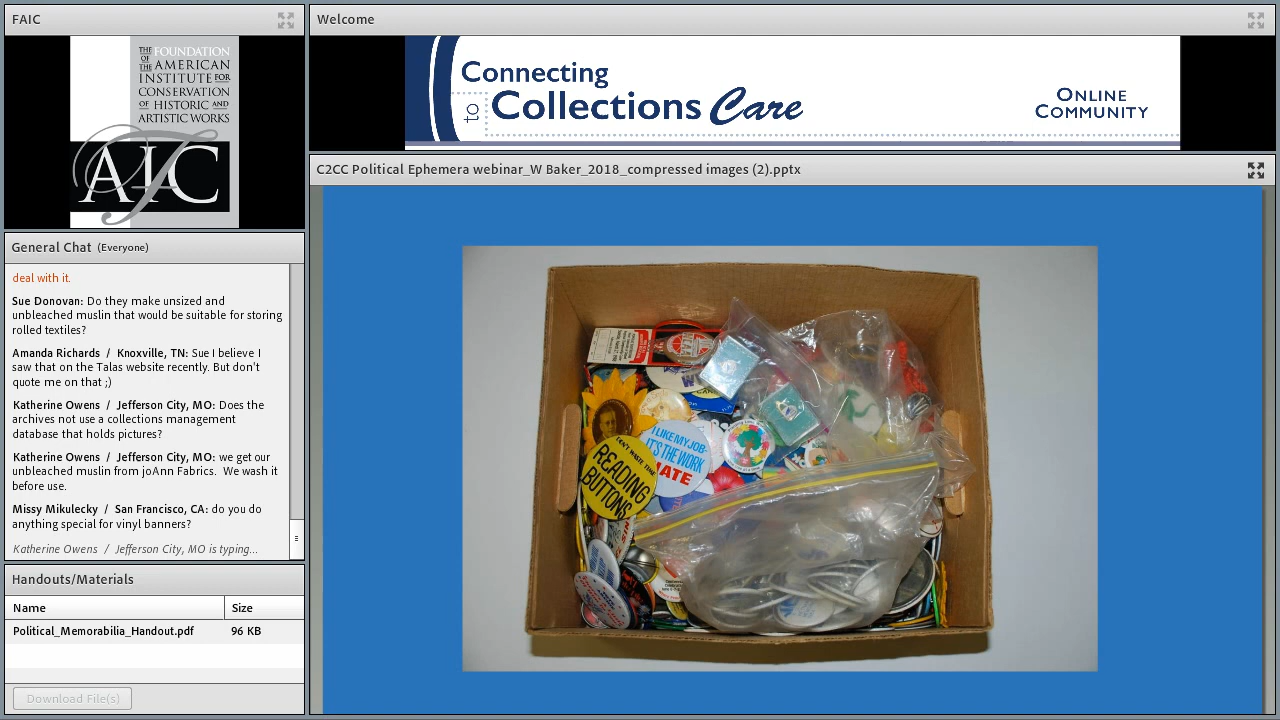 FAIC
THE FOUNDATION
OF THE AMERICAN
INSTITUTE FOR
CONSERVATION
OF HISTORIC AND
ARTISTIC WORKS
FAIC
General Chat (Everyone)
deal with it.
Sue Donovan: Do they make unsized and
unbleached muslin that would be suitable for storing
rolled textiles?
Amanda Richards / Knoxville, TN: Sue I believe I
saw that on the Talas website recently. But don't
quote me on that ;)
Katherine Owens / Jefferson City, MO: Does the
archives not use a collections management
database that holds pictures?
Katherine Owens / Jefferson City, MO: we get our
unbleached muslin from joAnn Fabrics. We wash it
before use.
Missy Mikulecky / San Francisco, CA: do you do
anything special for vinyl banners?
Katherine Owens / Jefferson City, MO is typing...
Handouts/Materials
Name Size
Political_Memorabilia_Handout.pdf 96 KB
Download File(s)
Welcome
Connecting
to Collections Care
ONLINE
COMMUNITY
C2CC Political Ephemera webinar_W Baker_2018_compressed images (2).pptx
I LIKE MY JOB-
IT'S THE WORK
HATE
DON'T WASTE TIME
READING
BUTTONS